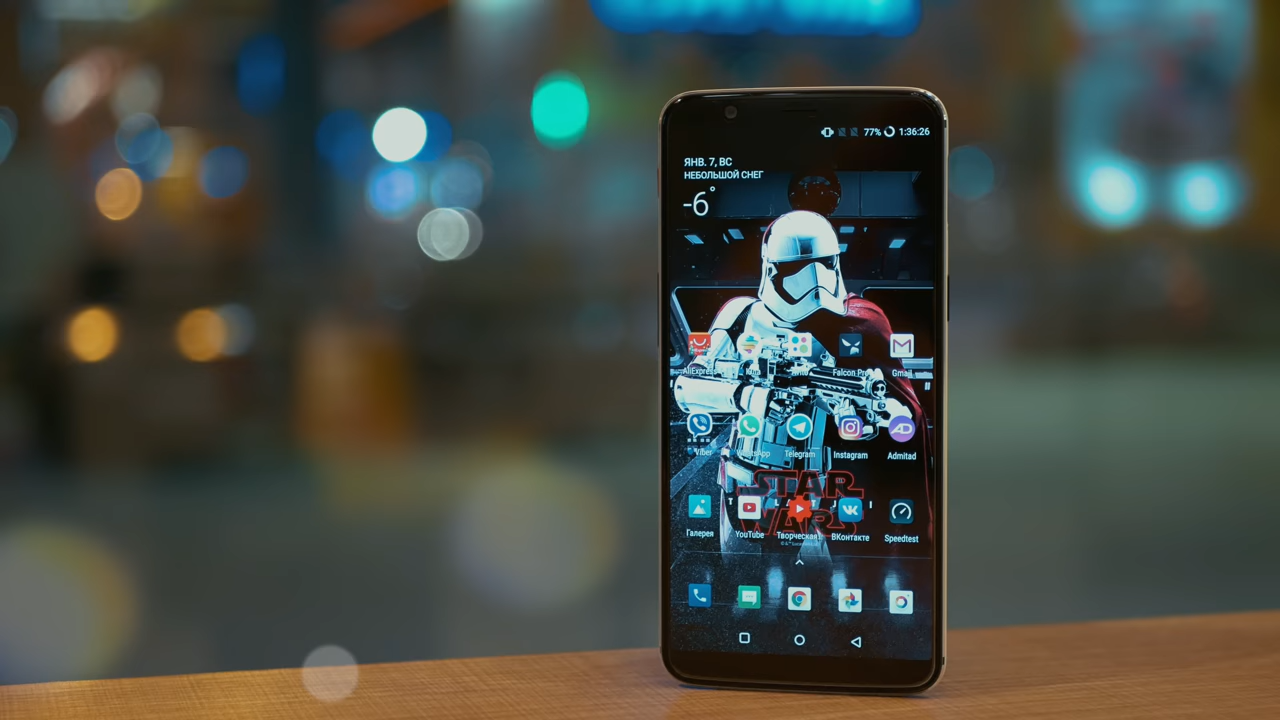 77% 1:36:26
ЯНВ. 7, ВС
НЕБОЛЬШОЙ СНЕГ
-6°
AliExpress
Falcon Pro
Gmail
Viber
WhatsApp
Telegram
Instagram
Admitad
STAR
WARS
Галерея
YouTube
Творческая
ВКонтакте
Speedtest